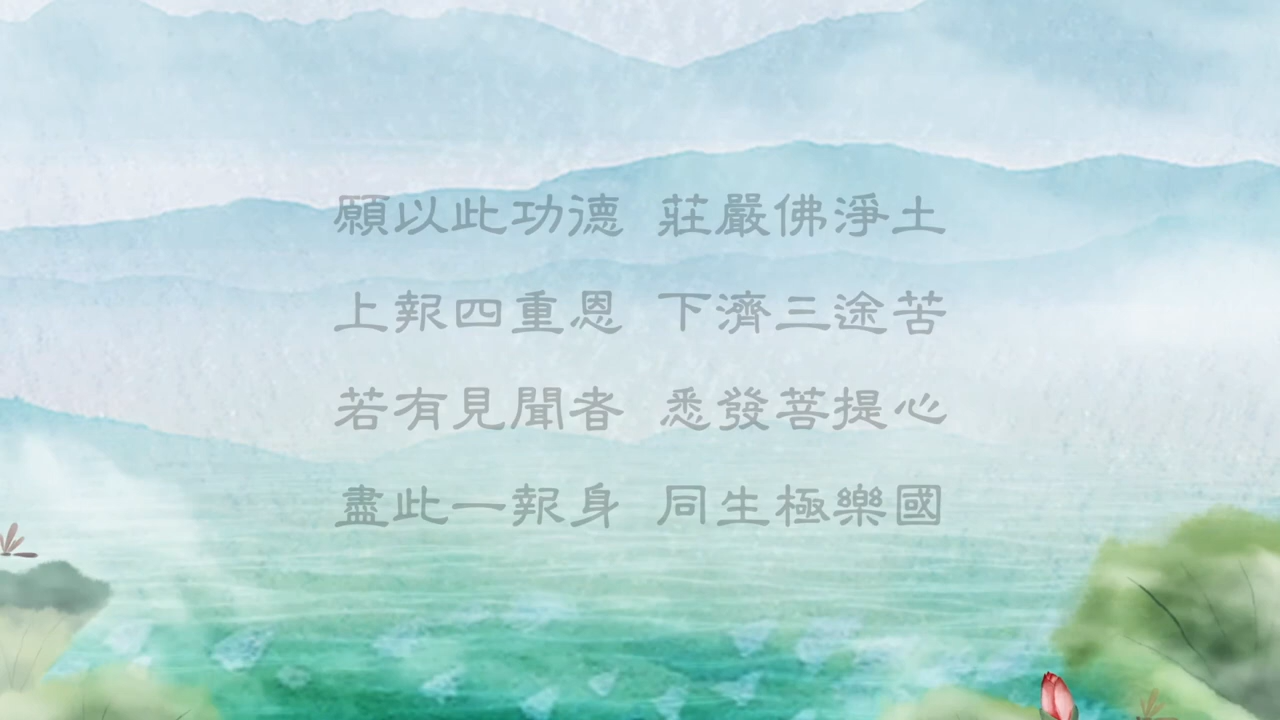 願以此功德 莊嚴佛淨土
上報四重恩 下濟三途苦
若有見聞者 悉發菩提心
盡此一報身 同生極樂國